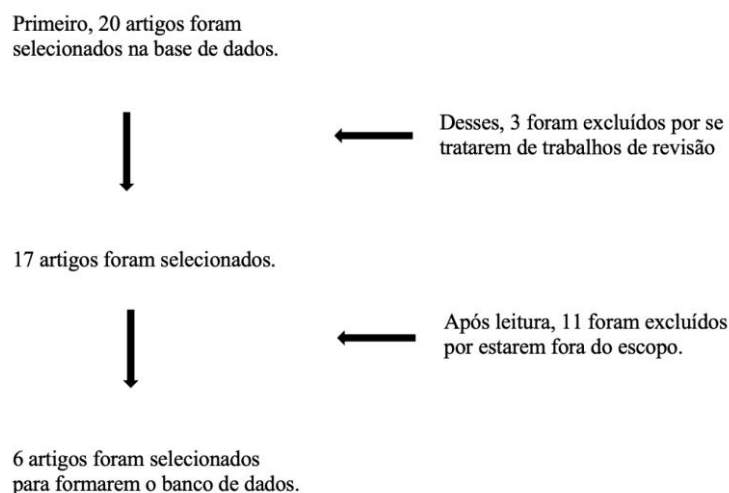 Primeiro, 20 artigos foram
selecionados na base de dados.
Desses, 3 foram excluídos por se
tratarem de trabalhos de revisão
17 artigos foram selecionados.
Após leitura, 11 foram excluídos
por estarem fora do escopo.
6 artigos foram selecionados
para formarem o banco de dados.